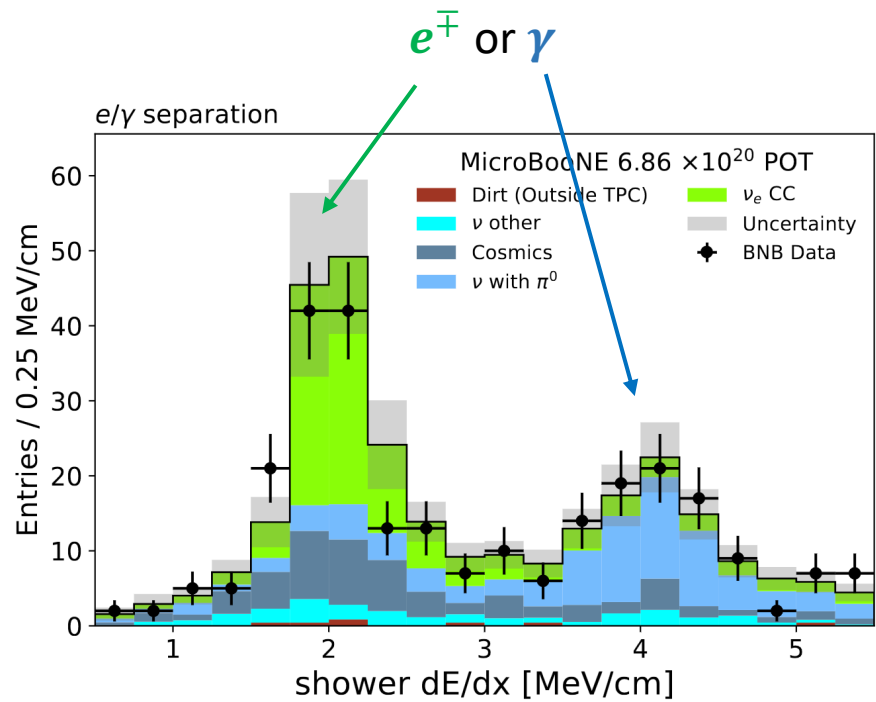 e∓ or γ
e/γ separation
MicroBooNE 6.86 ×10²⁰ POT
Dirt (Outside TPC)
ν other
Cosmics
ν with π⁰
νₑ CC
Uncertainty
BNB Data
Entries / 0.25 MeV/cm
60
50
40
30
20
10
0
1 2 3 4 5
shower dE/dx [MeV/cm]